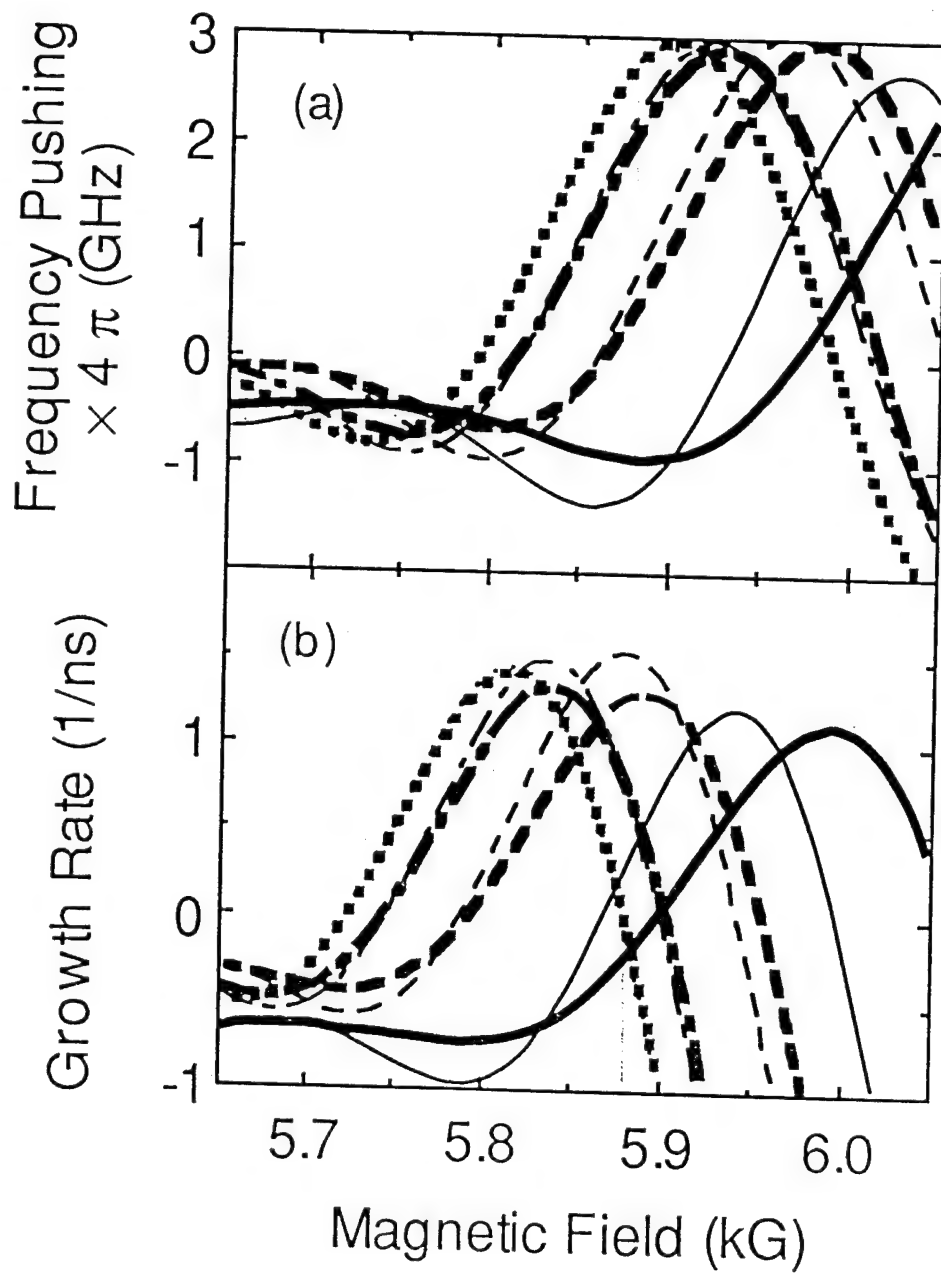 Frequency Pushing
× 4 π (GHz)
3
2
1
0
-1
(a)
Growth Rate (1/ns)
1
0
-1
(b)
5.7 5.8 5.9 6.0
Magnetic Field (kG)